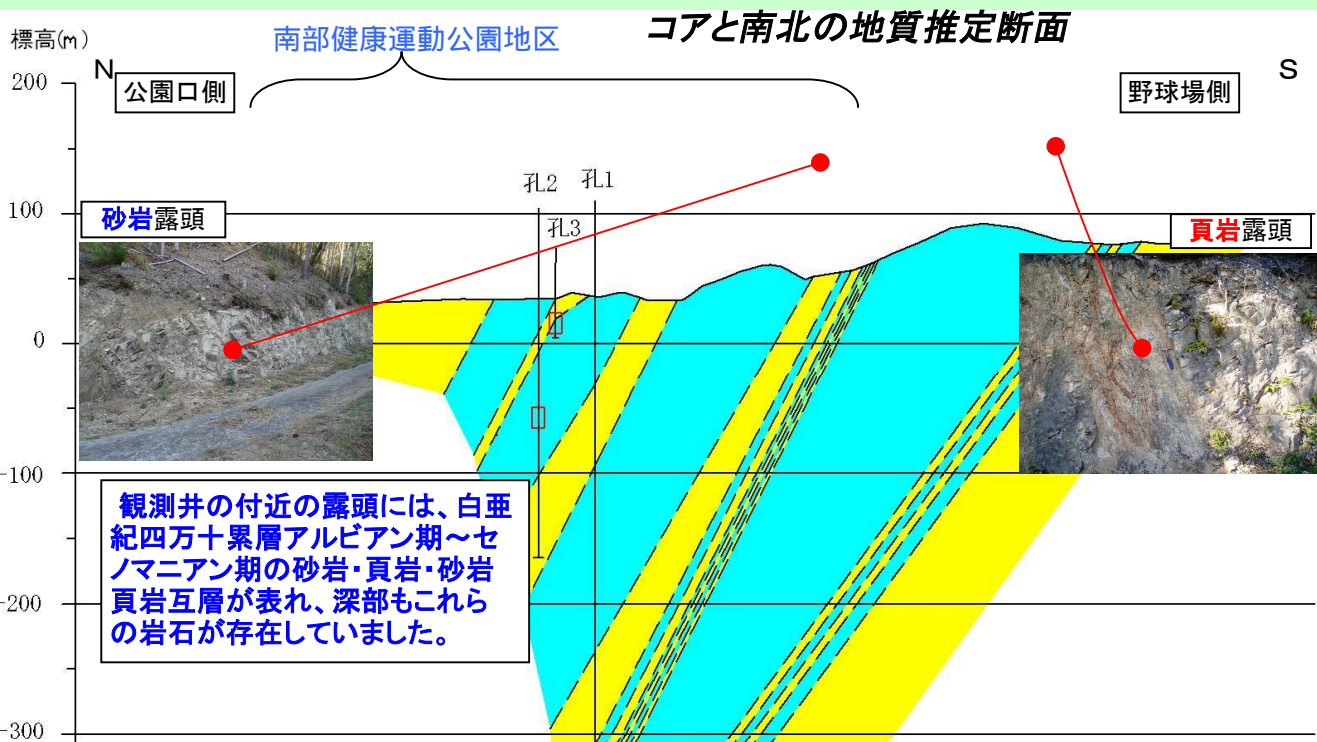 コアと南北の地質推定断面
標高(m)
南部健康運動公園地区
N
S
200
公園口側
野球場側
孔2
孔1
100
砂岩露頭
孔3
頁岩露頭
0
-100
観測井の付近の露頭には、白亜
紀四万十累層アルビアン期～セ
ノマニアン期の砂岩・頁岩・砂岩
頁岩互層が表れ、深部もこれら
の岩石が存在していました。
-200
-300